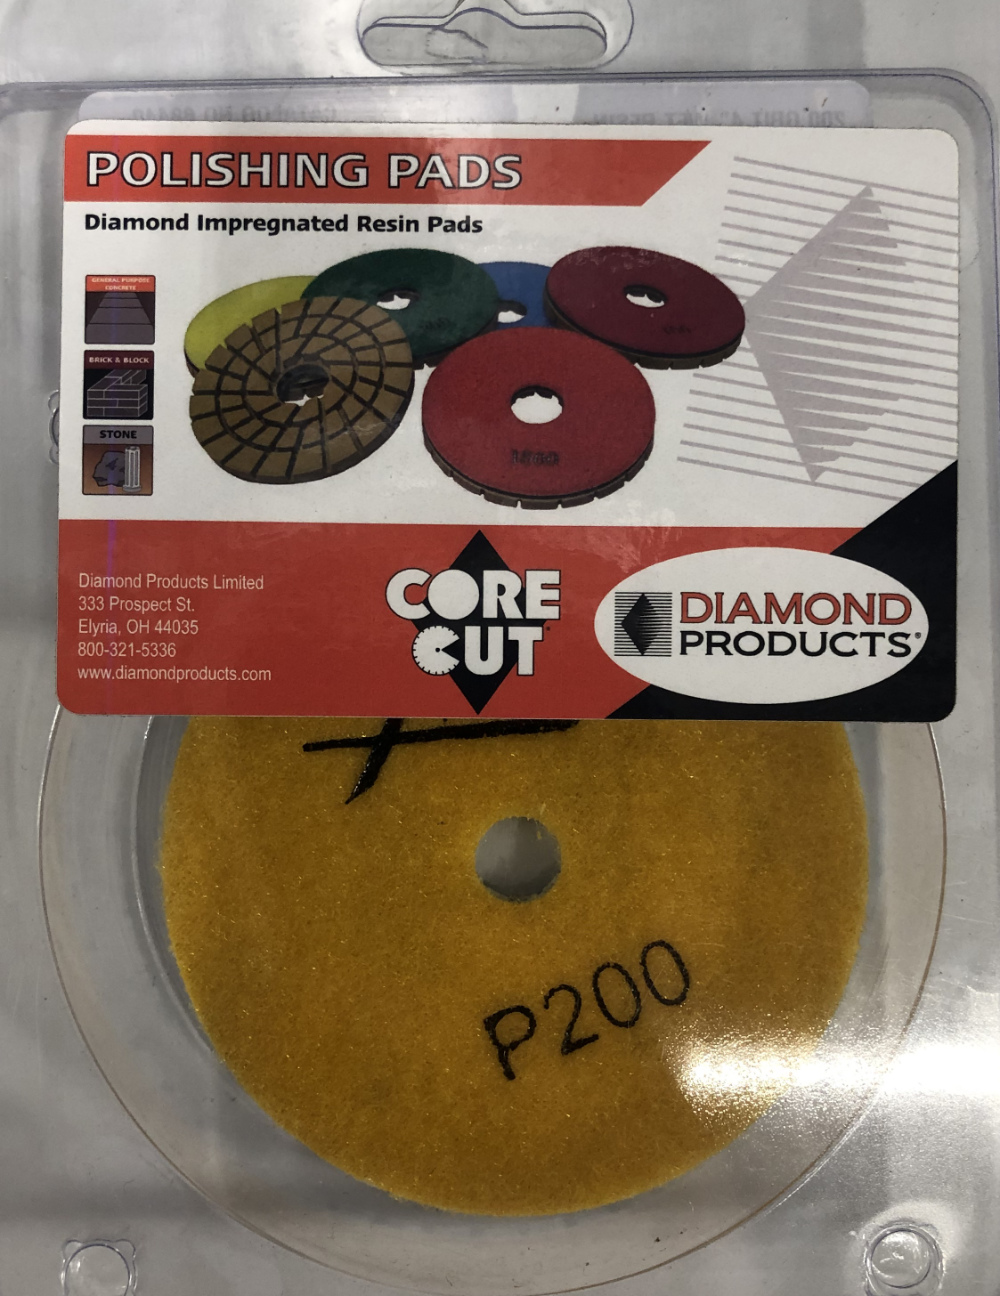 POLISHING PADS
Diamond Impregnated Resin Pads
GENERAL PURPOSE
CONCRETE
BRICK & BLOCK
STONE
Diamond Products Limited
333 Prospect St.
Elyria, OH 44035
800-321-5336
www.diamondproducts.com
CORE
CUT
DIAMOND
PRODUCTS®
P200